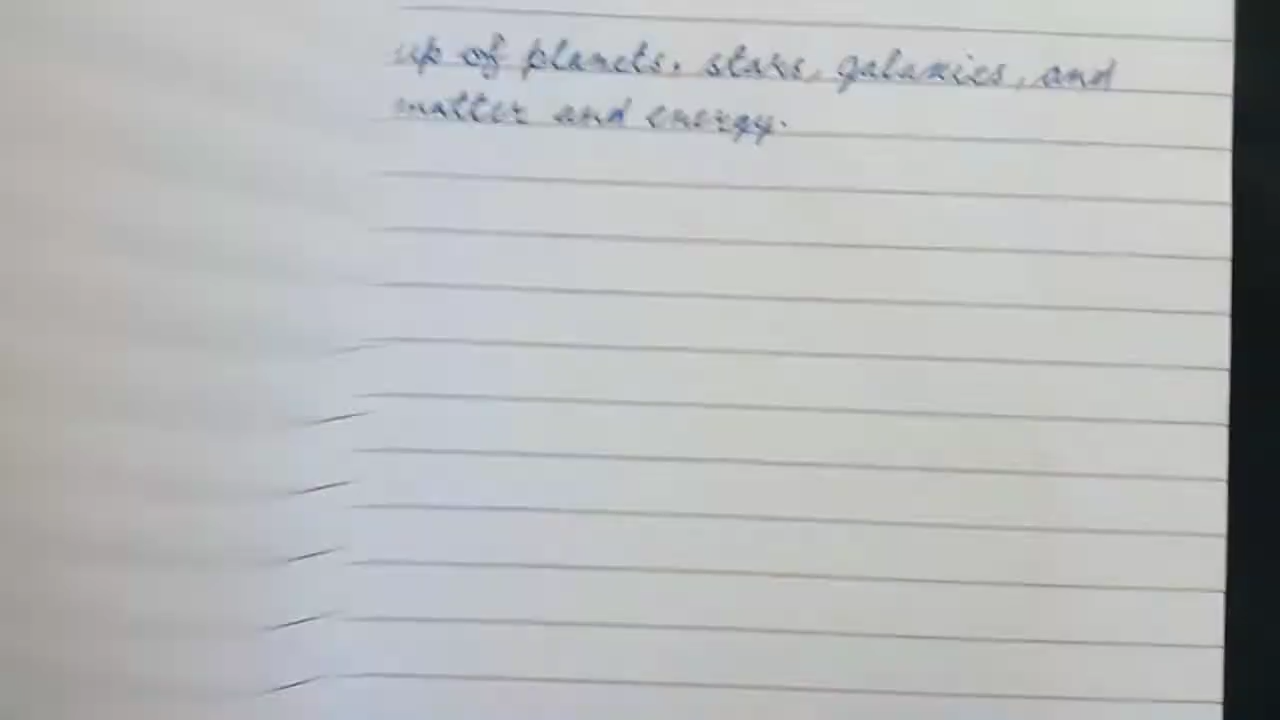 up of planets. stars, galaxies, and
matter and energy.